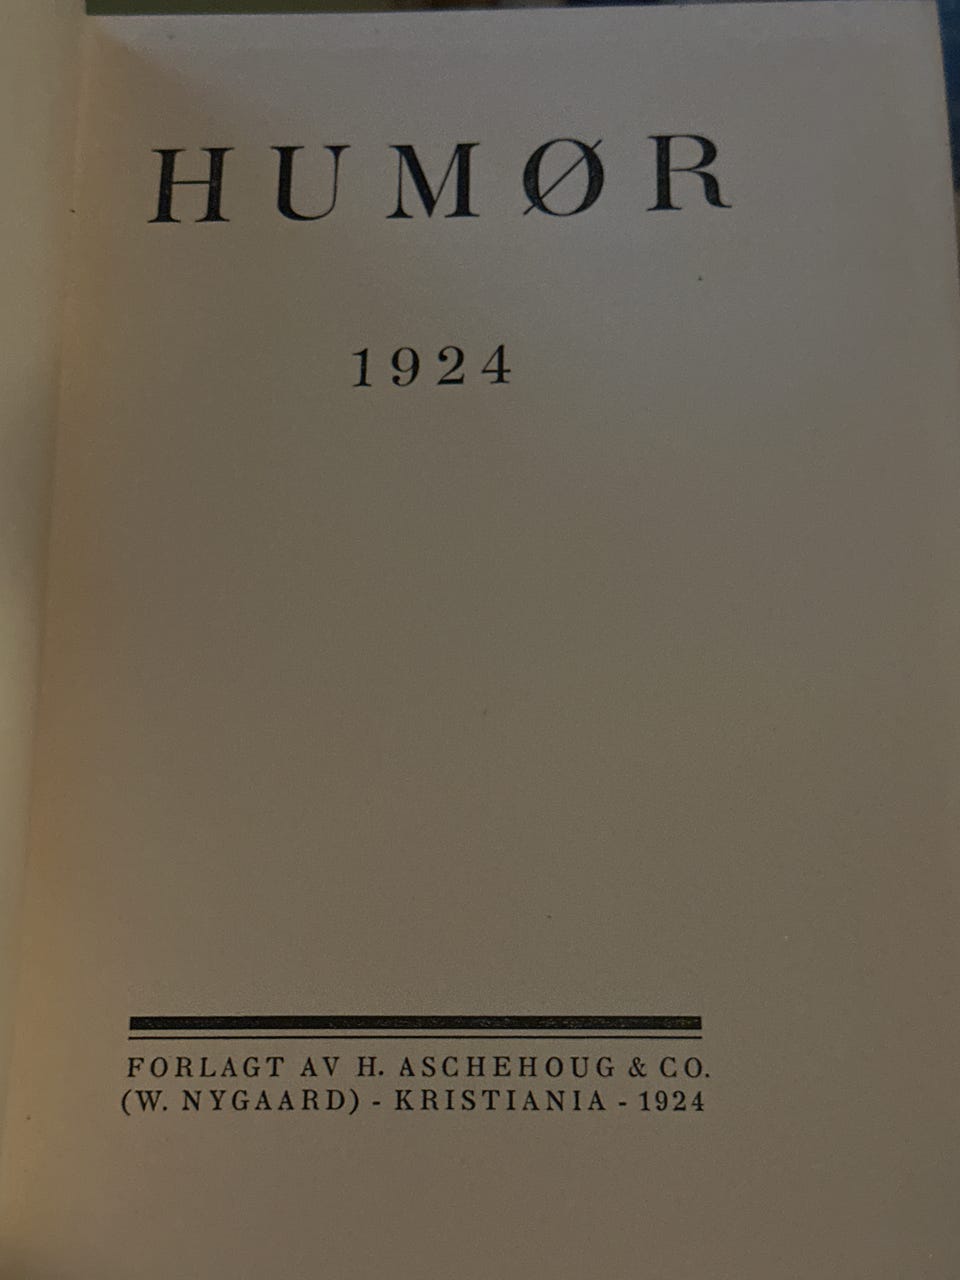 HUMØR
1924
FORLAGT AV H. ASCHEHOUG & CO.
(W. NYGAARD) - KRISTIANIA - 1924